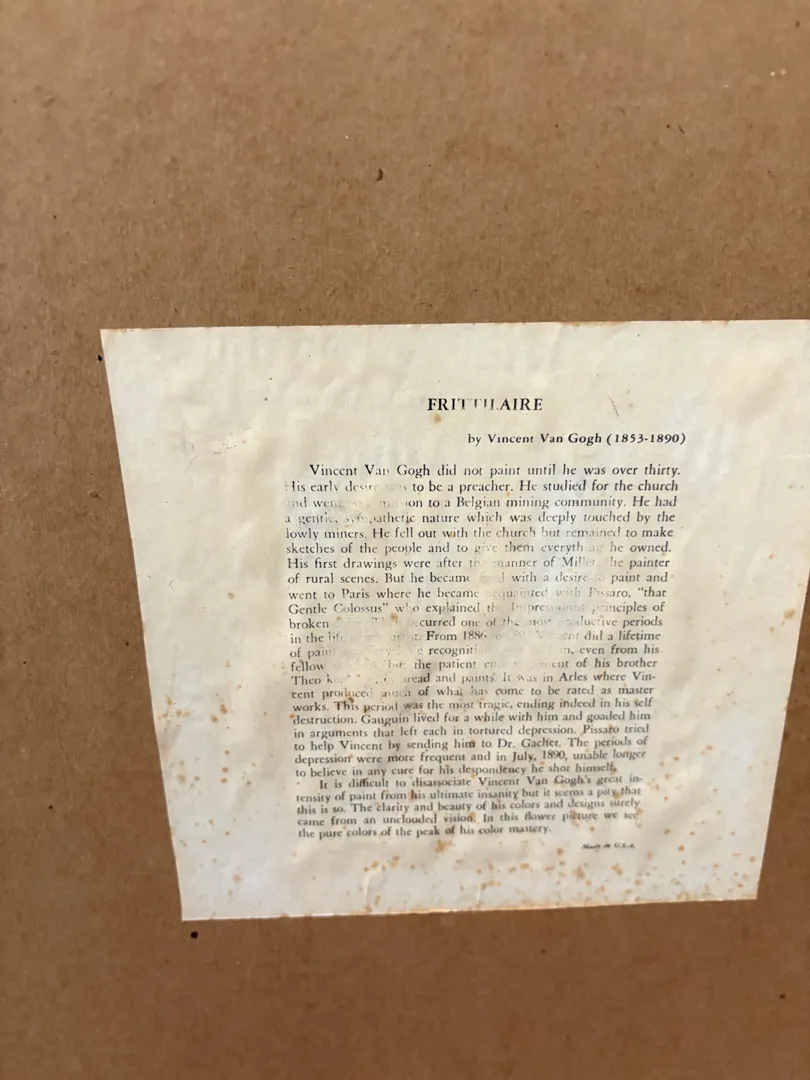 FRITTILAIRE
by Vincent Van Gogh (1853-1890)
Vincent Van Gogh did not paint until he was over thirty.
His early desire was to be a preacher. He studied for the church
and went to a Belgian mining community. He had
a gentle, sympathetic nature which was deeply touched by the
lowly miners. He fell out with the church but remained to make
sketches of the people and to give them everything he owned.
His first drawings were after the manner of Millet the painter
of rural scenes. But he became with a desire to paint and
went to Paris where he became acquainted with Pissaro, "that
Gentle Colossus" who explained the Impressionist principles of
broken occurred one of the most productive periods
in the life From 1886 did a lifetime
of even from his
fellow but the patient of his brother
Theo bread and paints. It was in Arles where Vin-
cent produced much of what has come to be rated as master
works. This period was the most tragic, ending indeed in his self
destruction. Gauguin lived for a while with him and goaded him
in arguments that left each in tortured depression. Pissaro tried
to help Vincent by sending him to Dr. Gachet. The periods of
depression were more frequent and in July, 1890, unable longer
to believe in any cure for his despondency he shot himself.
It is difficult to disassociate Vincent Van Gogh's great in-
tensity of paint from his ultimate insanity but it seems a pity that
this is so. The clarity and beauty of his colors and designs surely
came from an unclouded vision. In this flower picture we see
the pure colors of the peak of his color mastery.
Made in U.S.A.